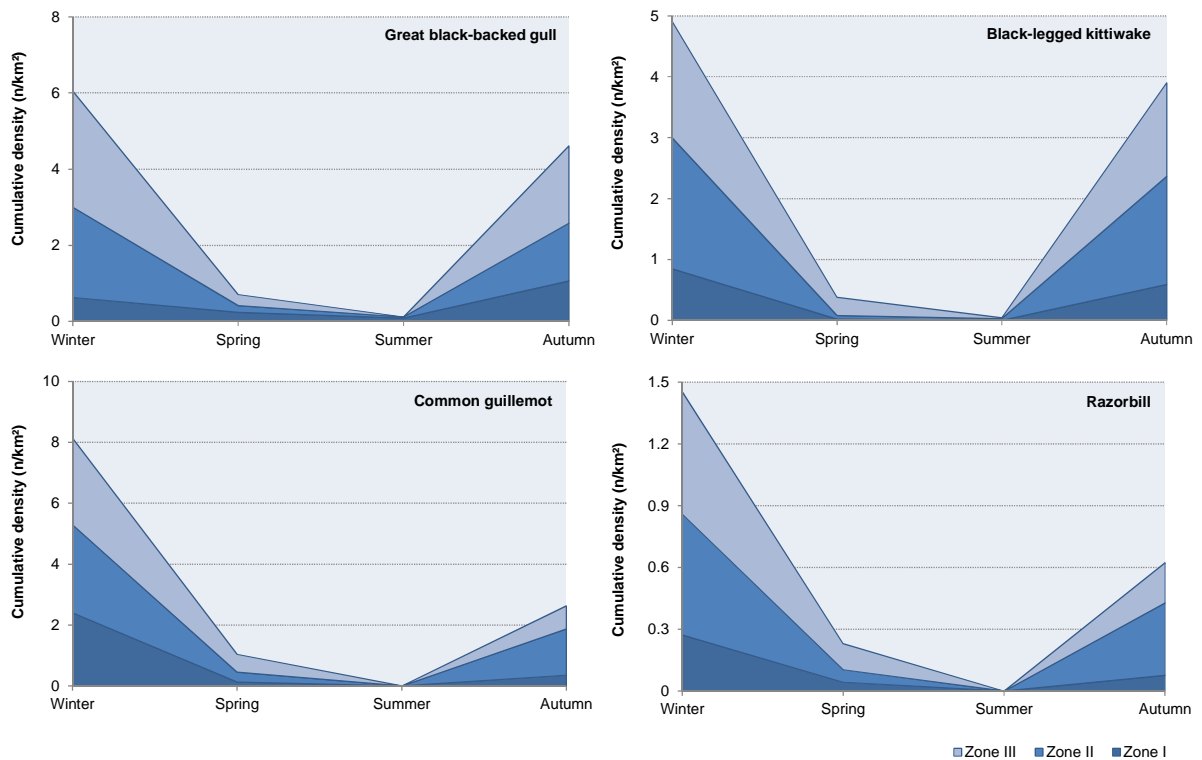 Great black-backed gull
Cumulative density (n/km²)
8
6
4
2
0
Winter Spring Summer Autumn
Black-legged kittiwake
Cumulative density (n/km²)
5
4
3
2
1
0
Winter Spring Summer Autumn
Common guillemot
Cumulative density (n/km²)
10
8
6
4
2
0
Winter Spring Summer Autumn
Razorbill
Cumulative density (n/km²)
1.5
1.2
0.9
0.6
0.3
0
Winter Spring Summer Autumn
Zone III Zone II Zone I